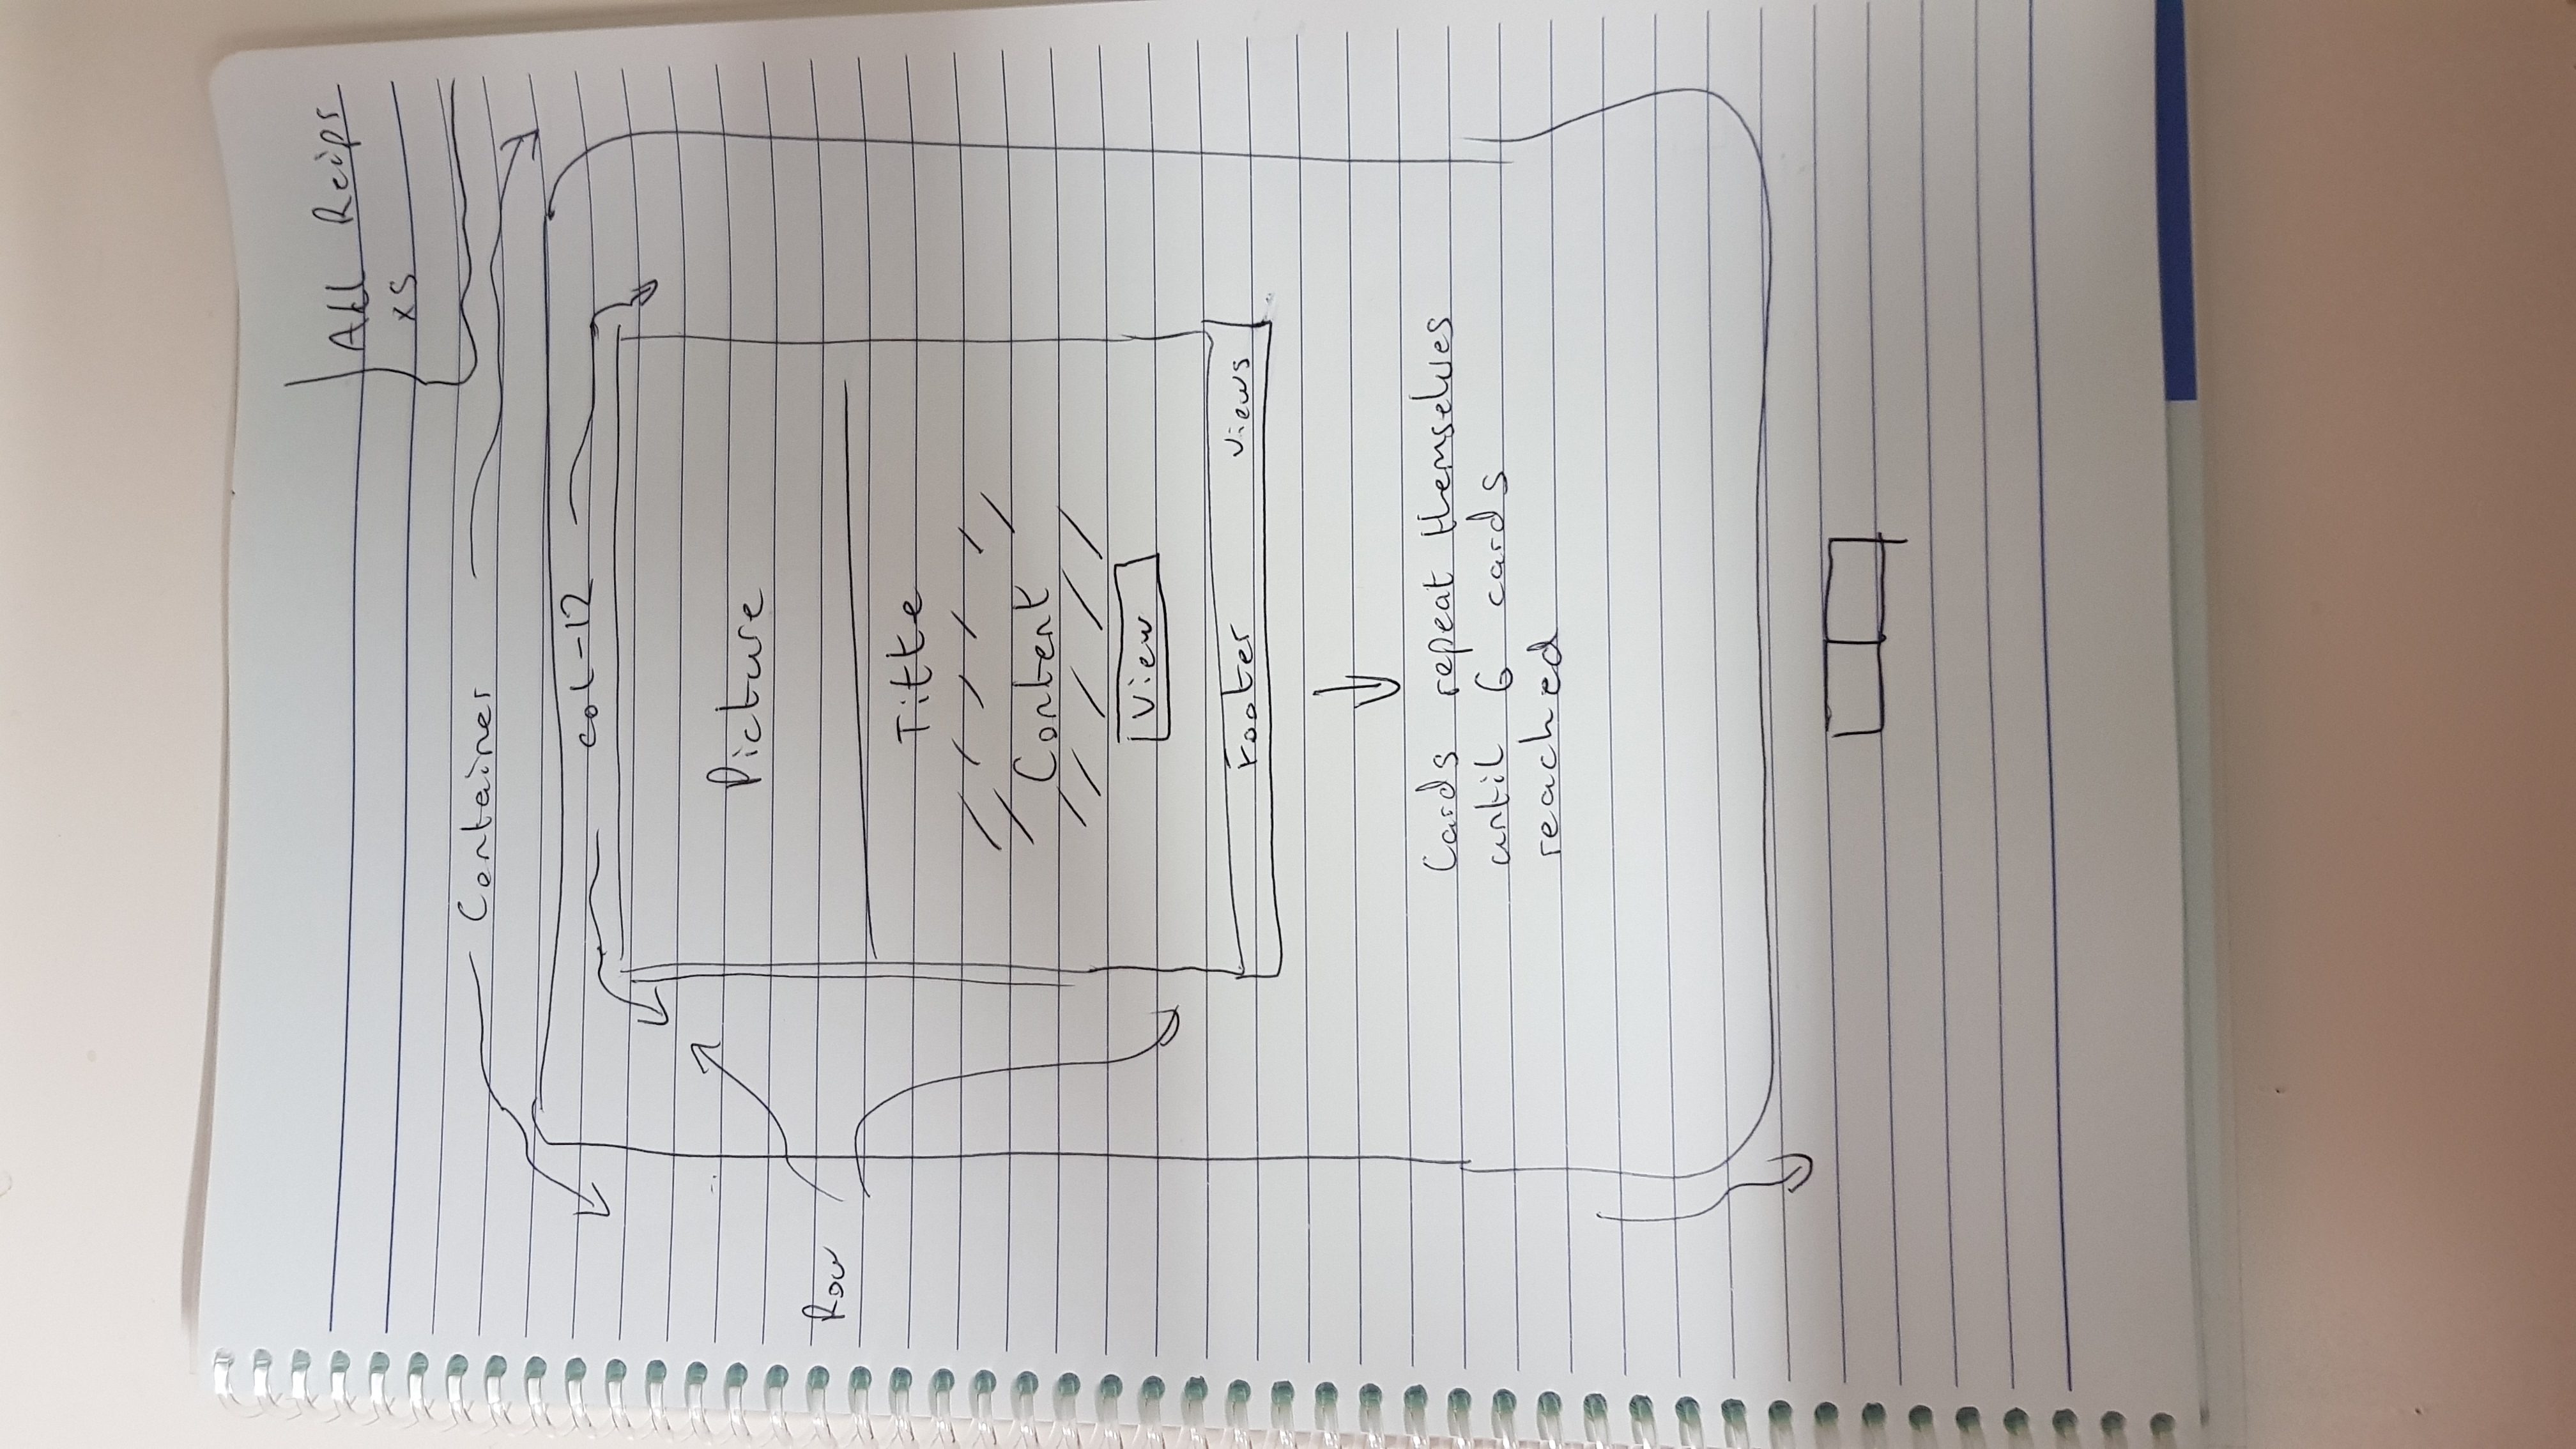 All Reips
xs
Container
col-12
Picture
Row
Title
Content
View
Footer Views
Cards repeat themselves
until 6 cards
reached